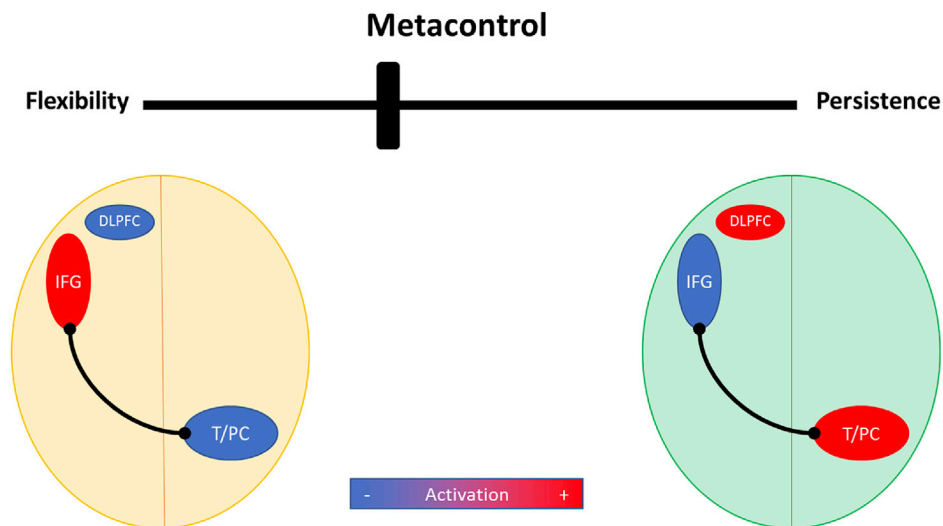 Metacontrol
Flexibility
Persistence
DLPFC
IFG
T/PC
DLPFC
IFG
T/PC
- Activation +